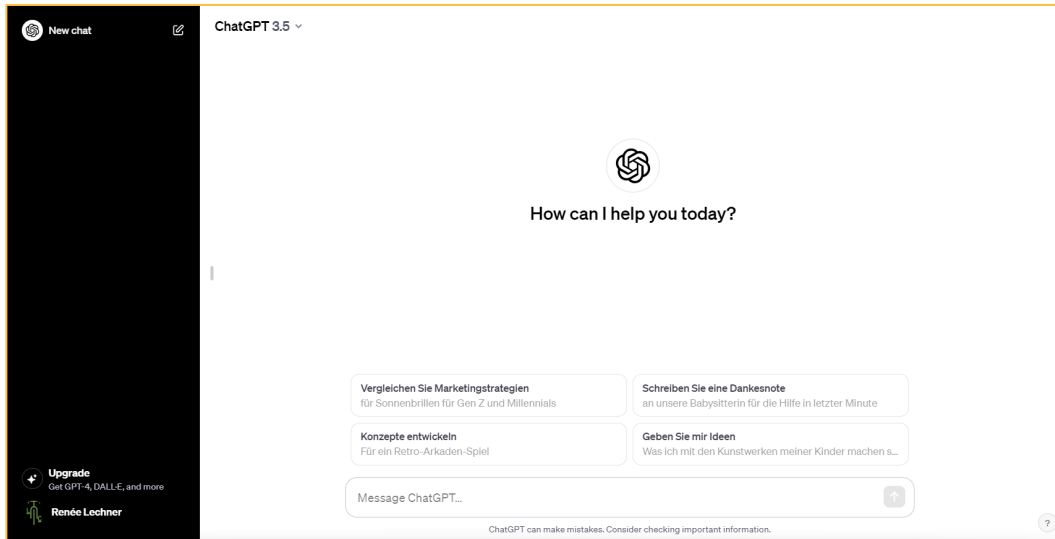 New chat
ChatGPT 3.5
How can I help you today?
Vergleichen Sie Marketingstrategien
für Sonnenbrillen für Gen Z und Millennials
Schreiben Sie eine Dankesnote
an unsere Babysitterin für die Hilfe in letzter Minute
Konzepte entwickeln
Für ein Retro-Arkaden-Spiel
Geben Sie mir Ideen
Was ich mit den Kunstwerken meiner Kinder machen s...
Upgrade
Get GPT-4, DALL·E, and more
Renée Lechner
Message ChatGPT...
ChatGPT can make mistakes. Consider checking important information.
?